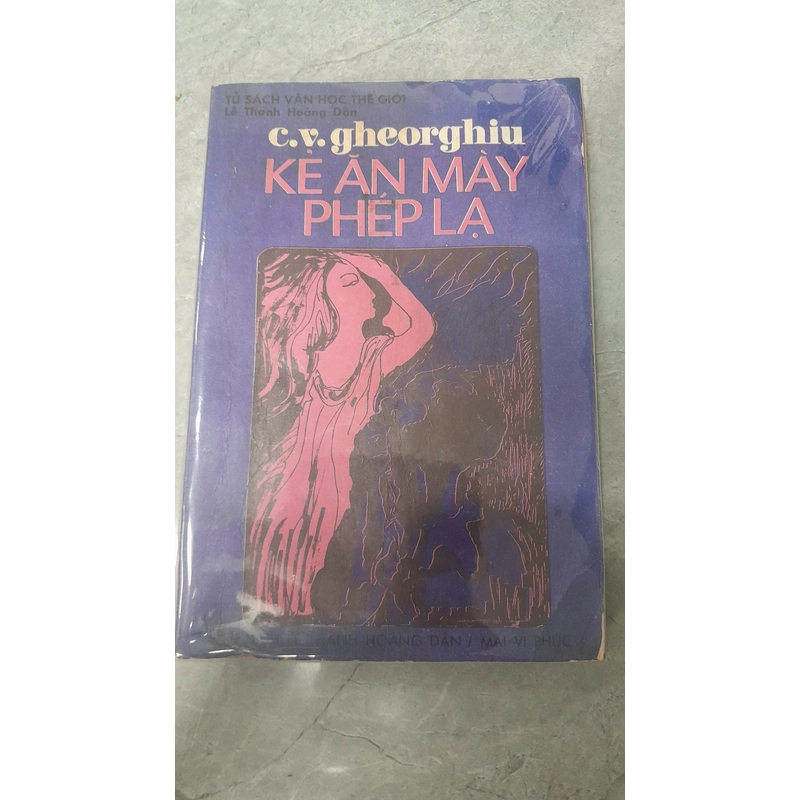 TỦ SÁCH VĂN HỌC THẾ GIỚI
Lê Thanh Hoàng Dân
c.v. gheorghiu
KẺ ĂN MÀY
PHÉP LẠ
THANH HOÀNG DÂN / MAI VI PHÚC